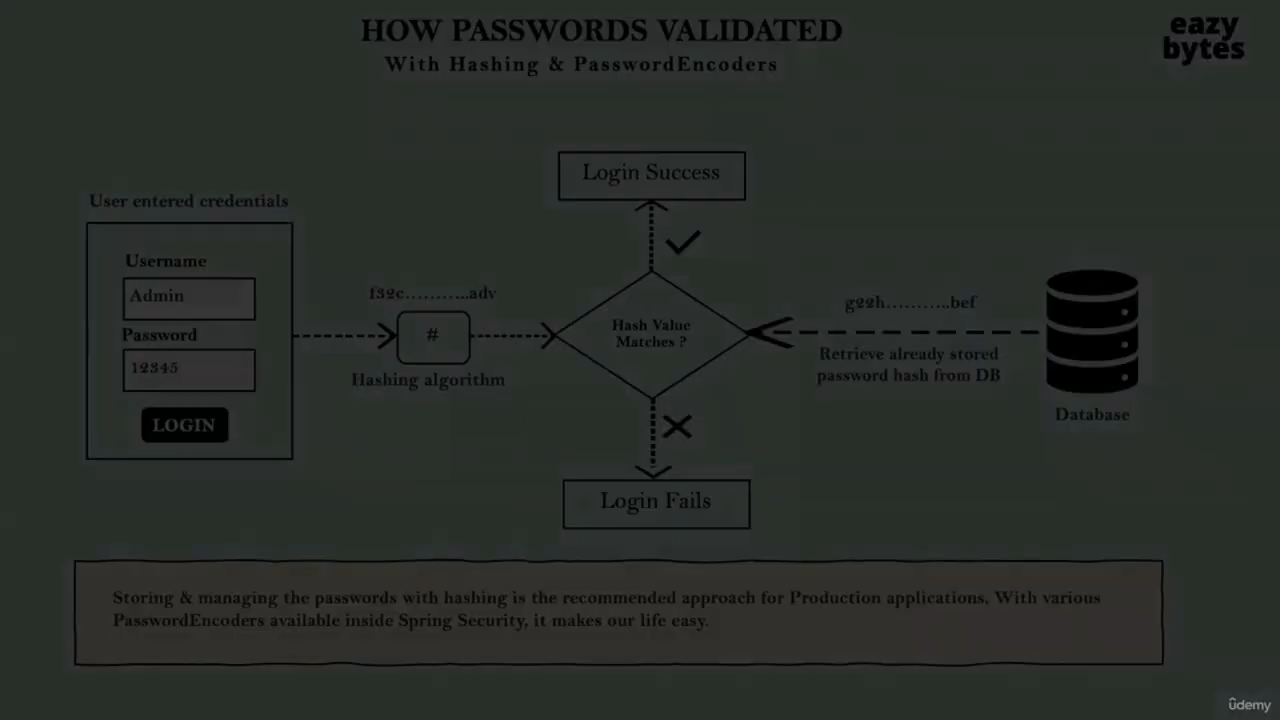 HOW PASSWORDS VALIDATED
With Hashing & PasswordEncoders
eazy
bytes
Login Success
User entered credentials
Username
Admin
Password
12345
LOGIN
f32c...........adv
#
Hashing algorithm
Hash Value
Matches ?
g22h...........bef
Retrieve already stored
password hash from DB
Database
Login Fails
Storing & managing the passwords with hashing is the recommended approach for Production applications. With various
PasswordEncoders available inside Spring Security, it makes our life easy.
ûdemy